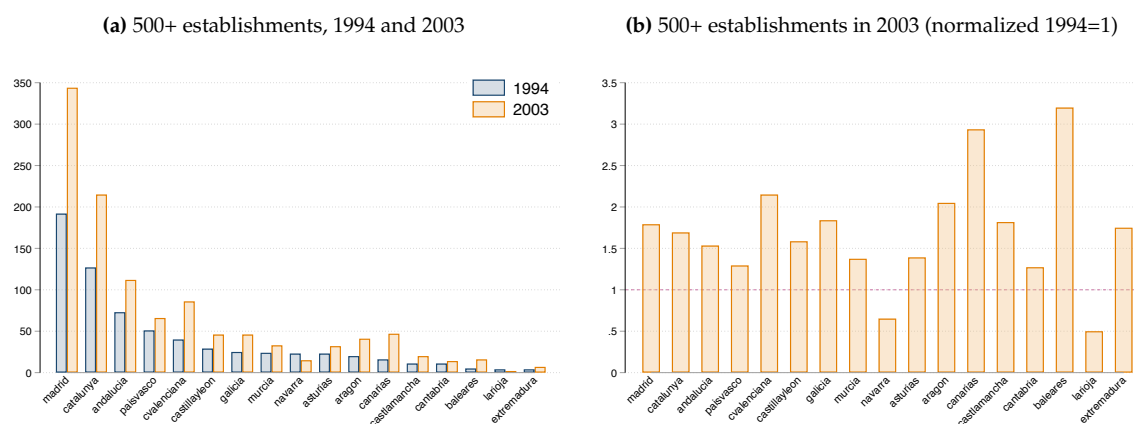 (a) 500+ establishments, 1994 and 2003
350
300
250
200
150
100
50
0
1994
2003
madrid
catalunya
andalucia
paisvasco
cvalenciana
castillayleon
galicia
murcia
navarra
asturias
aragon
canarias
castlamancha
cantabria
baleares
larioja
extremadura
(b) 500+ establishments in 2003 (normalized 1994=1)
3.5
3
2.5
2
1.5
1
.5
0
madrid
catalunya
andalucia
paisvasco
cvalenciana
castillayleon
galicia
murcia
navarra
asturias
aragon
canarias
castlamancha
cantabria
baleares
larioja
extremadura